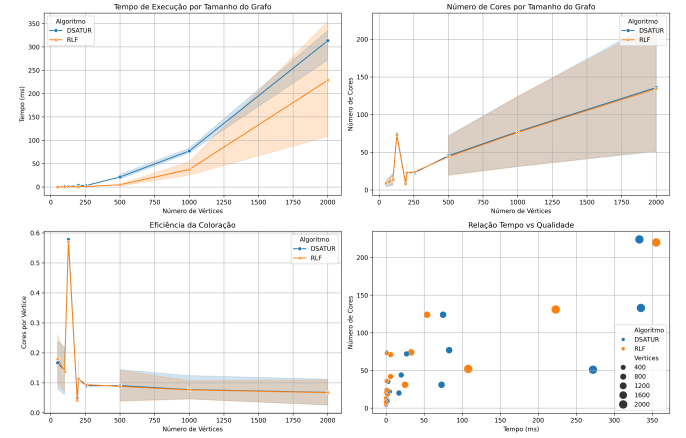 Tempo de Execução por Tamanho do Grafo
Algoritmo
DSATUR
RLF
Tempo (ms)
350
300
250
200
150
100
50
0
0 250 500 750 1000 1250 1500 1750 2000
Número de Vértices
Número de Cores por Tamanho do Grafo
Algoritmo
DSATUR
RLF
Número de Cores
200
150
100
50
0
0 250 500 750 1000 1250 1500 1750 2000
Número de Vértices
Eficiência da Coloração
Algoritmo
DSATUR
RLF
Cores por Vértice
0.6
0.5
0.4
0.3
0.2
0.1
0.0
0 250 500 750 1000 1250 1500 1750 2000
Número de Vértices
Relação Tempo vs Qualidade
Número de Cores
200
150
100
50
0
Algoritmo
DSATUR
RLF
Vértices
400
800
1200
1600
2000
0 50 100 150 200 250 300 350
Tempo (ms)